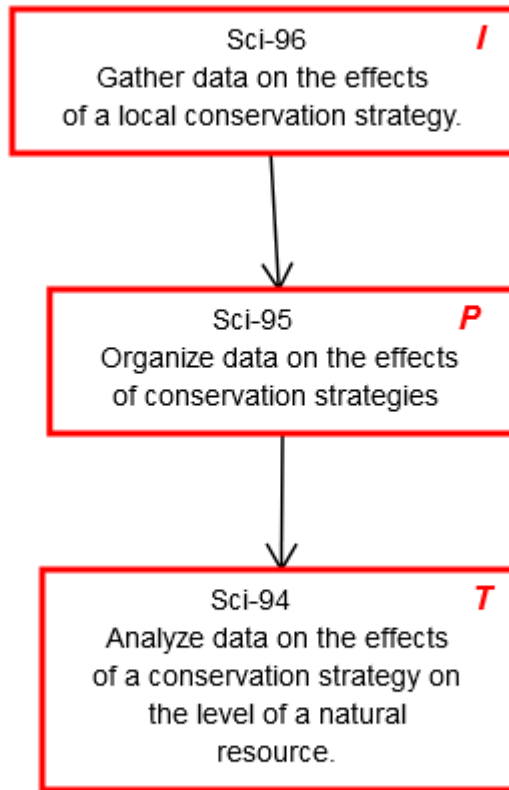 Sci-96 I
Gather data on the effects
of a local conservation strategy.
Sci-95 P
Organize data on the effects
of conservation strategies
Sci-94 T
Analyze data on the effects
of a conservation strategy on
the level of a natural
resource.